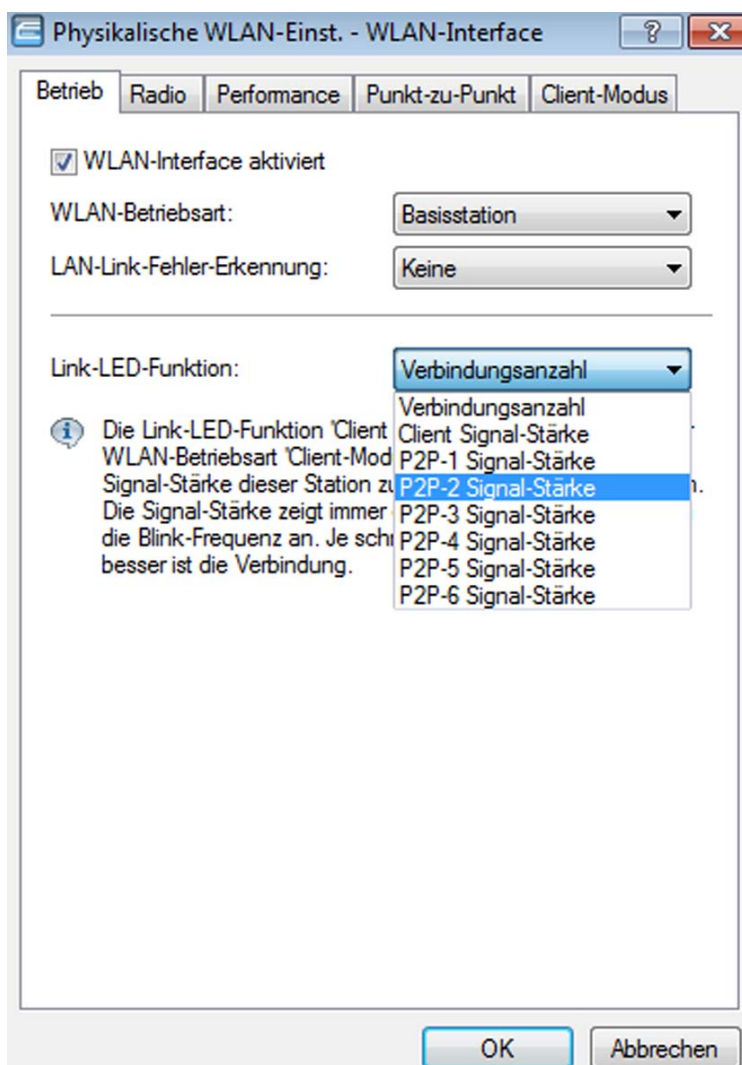 Physikalische WLAN-Einst. - WLAN-Interface
Betrieb Radio Performance Punkt-zu-Punkt Client-Modus
WLAN-Interface aktiviert
WLAN-Betriebsart: Basisstation
LAN-Link-Fehler-Erkennung: Keine
Link-LED-Funktion: Verbindungsanzahl
Verbindungsanzahl
Client Signal-Stärke
P2P-1 Signal-Stärke
P2P-2 Signal-Stärke
P2P-3 Signal-Stärke
P2P-4 Signal-Stärke
P2P-5 Signal-Stärke
P2P-6 Signal-Stärke
Die Link-LED-Funktion 'Client
WLAN-Betriebsart 'Client-Mod
Signal-Stärke dieser Station
Die Signal-Stärke zeigt immer
die Blink-Frequenz an. Je
besser ist die Verbindung.
OK Abbrechen